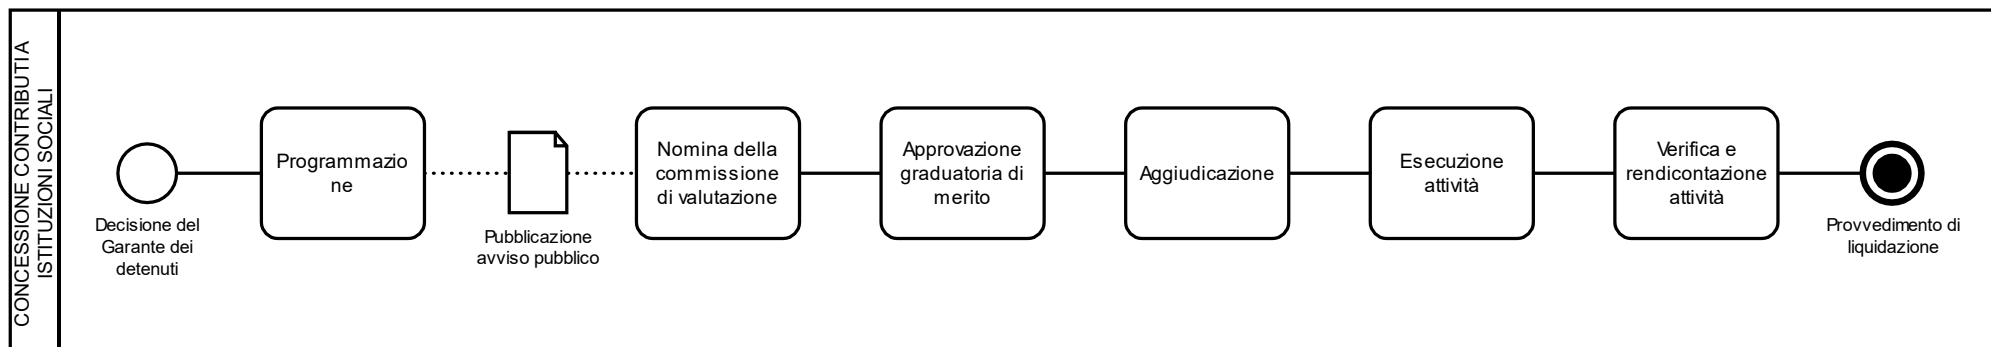 CONCESSIONE CONTRIBUTI A
ISTITUZIONI SOCIALI
Decisione del
Garante dei
detenuti
Programmazio
ne
Pubblicazione
avviso pubblico
Nomina della
commissione
di valutazione
Approvazione
graduatoria di
merito
Aggiudicazione
Esecuzione
attività
Verifica e
rendicontazione
attività
Provvedimento di
liquidazione